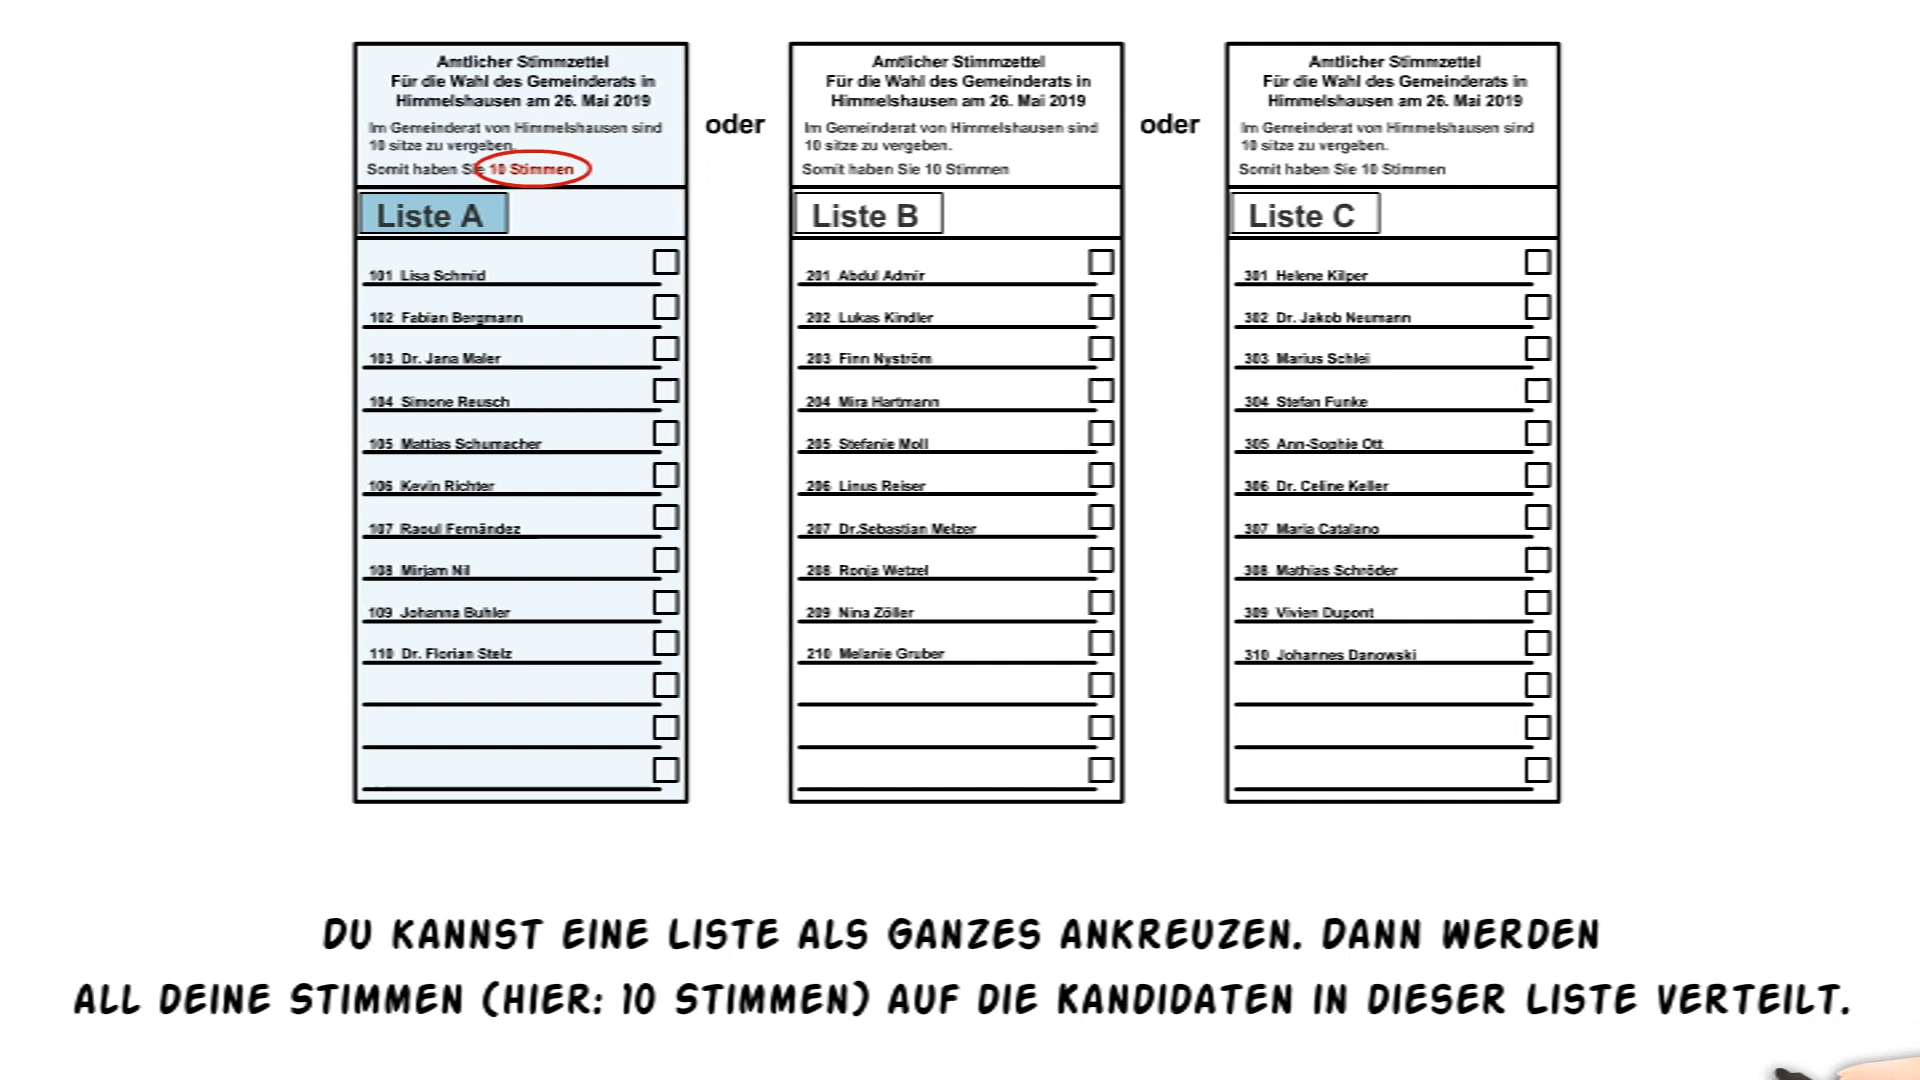 Amtlicher Stimmzettel
Für die Wahl des Gemeinderats in
Himmelshausen am 26. Mai 2019
Im Gemeinderat von Himmelshausen sind
10 sitze zu vergeben.
Somit haben Sie 10 Stimmen
Liste A
101 Lisa Schmid
102 Fabian Bergmann
103 Dr. Jana Maler
104 Simone Reusch
105 Mattias Schumacher
106 Kevin Richter
107 Raoul Fernández
108 Mirjam Nil
109 Johanna Buhler
110 Dr. Florian Stelz
oder
Amtlicher Stimmzettel
Für die Wahl des Gemeinderats in
Himmelshausen am 26. Mai 2019
Im Gemeinderat von Himmelshausen sind
10 sitze zu vergeben.
Somit haben Sie 10 Stimmen
Liste B
201 Abdul Admir
202 Lukas Kindler
203 Finn Nyström
204 Mira Hartmann
205 Stefanie Moll
206 Linus Reiser
207 Dr.Sebastian Melzer
208 Ronja Wetzel
209 Nina Zöller
210 Melanie Gruber
oder
Amtlicher Stimmzettel
Für die Wahl des Gemeinderats in
Himmelshausen am 26. Mai 2019
Im Gemeinderat von Himmelshausen sind
10 sitze zu vergeben.
Somit haben Sie 10 Stimmen
Liste C
301 Helene Kilper
302 Dr. Jakob Neumann
303 Marius Schlei
304 Stefan Funke
305 Ann-Sophie Ott
306 Dr. Celine Keller
307 Maria Catalano
308 Mathias Schröder
309 Vivien Dupont
310 Johannes Danowski
DU KANNST EINE LISTE ALS GANZES ANKREUZEN. DANN WERDEN
ALL DEINE STIMMEN (HIER: 10 STIMMEN) AUF DIE KANDIDATEN IN DIESER LISTE VERTEILT.